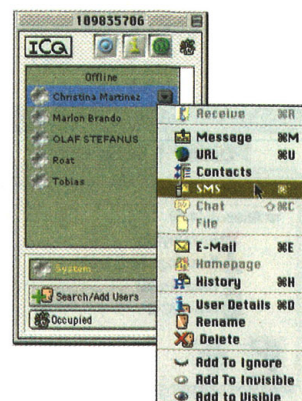 109835706
ICQ
Offline
Christina Martinez
Marlon Brando
OLAF STEFANUS
Roat
Tobias
System
Search/Add Users
Occupied
Receive ⌘R
Message ⌘M
URL ⌘U
Contacts
SMS
Chat ⇧⌘C
File
E-Mail ⌘E
Homepage
History ⌘H
User Details ⌘D
Rename
Delete
Add To Ignore
Add To Invisible
Add to Visible